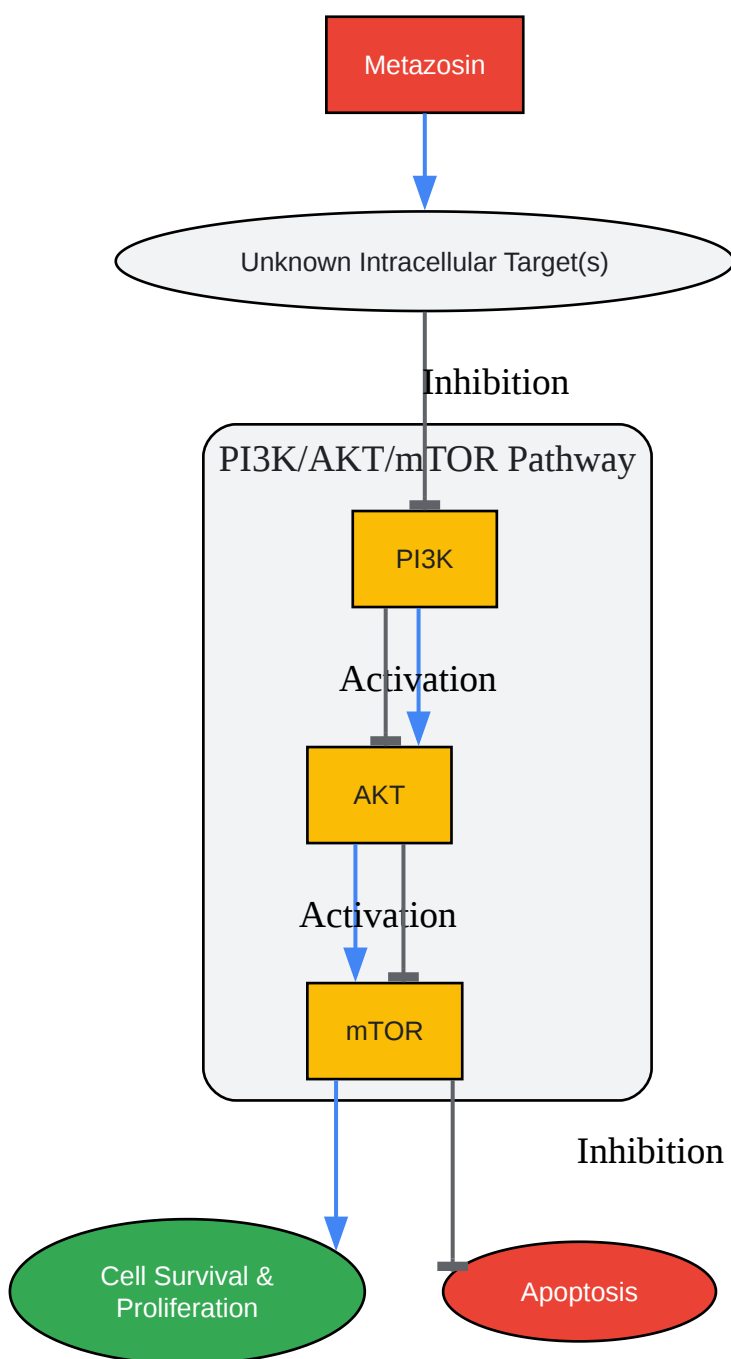 Metazosin
Unknown Intracellular Target(s)
Inhibition
PI3K/AKT/mTOR Pathway
PI3K
Activation
AKT
Activation
mTOR
Inhibition
Cell Survival &
Proliferation
Apoptosis